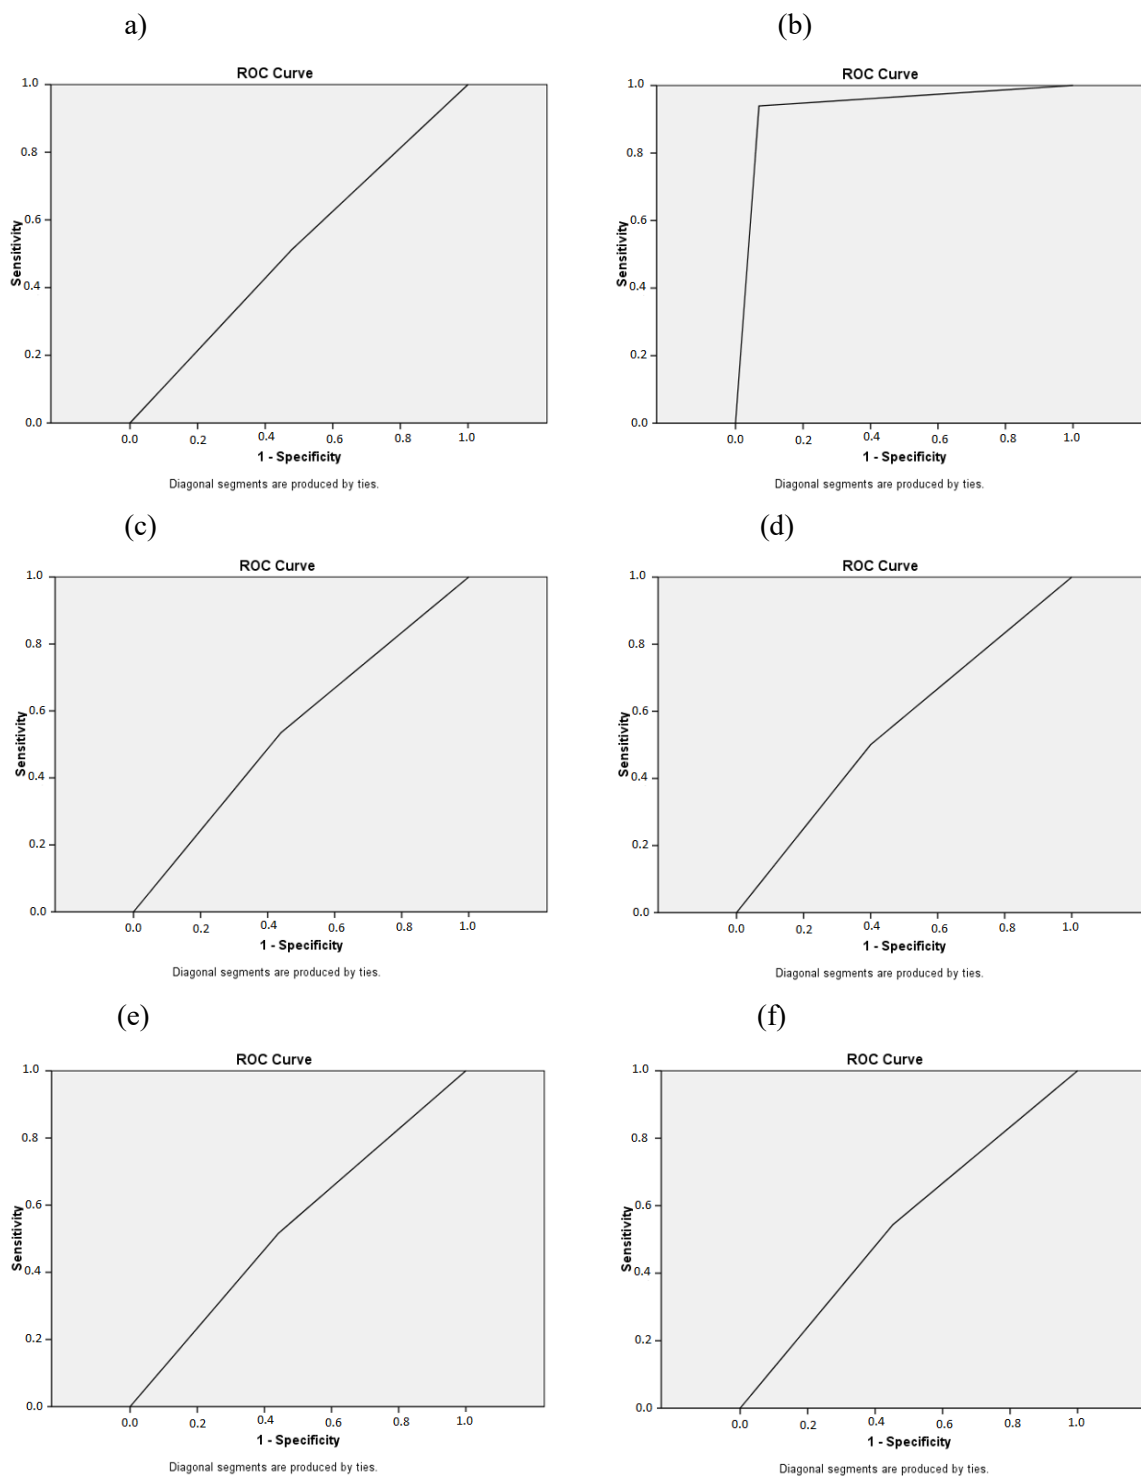 a)
ROC Curve
1.0
0.8
0.6
0.4
0.2
0.0
Sensitivity
0.0 0.2 0.4 0.6 0.8 1.0
1 - Specificity
Diagonal segments are produced by ties.
(b)
ROC Curve
1.0
0.8
0.6
0.4
0.2
0.0
Sensitivity
0.0 0.2 0.4 0.6 0.8 1.0
1 - Specificity
Diagonal segments are produced by ties.
(c)
ROC Curve
1.0
0.8
0.6
0.4
0.2
0.0
Sensitivity
0.0 0.2 0.4 0.6 0.8 1.0
1 - Specificity
Diagonal segments are produced by ties.
(d)
ROC Curve
1.0
0.8
0.6
0.4
0.2
0.0
Sensitivity
0.0 0.2 0.4 0.6 0.8 1.0
1 - Specificity
Diagonal segments are produced by ties.
(e)
ROC Curve
1.0
0.8
0.6
0.4
0.2
0.0
Sensitivity
0.0 0.2 0.4 0.6 0.8 1.0
1 - Specificity
Diagonal segments are produced by ties.
(f)
ROC Curve
1.0
0.8
0.6
0.4
0.2
0.0
Sensitivity
0.0 0.2 0.4 0.6 0.8 1.0
1 - Specificity
Diagonal segments are produced by ties.